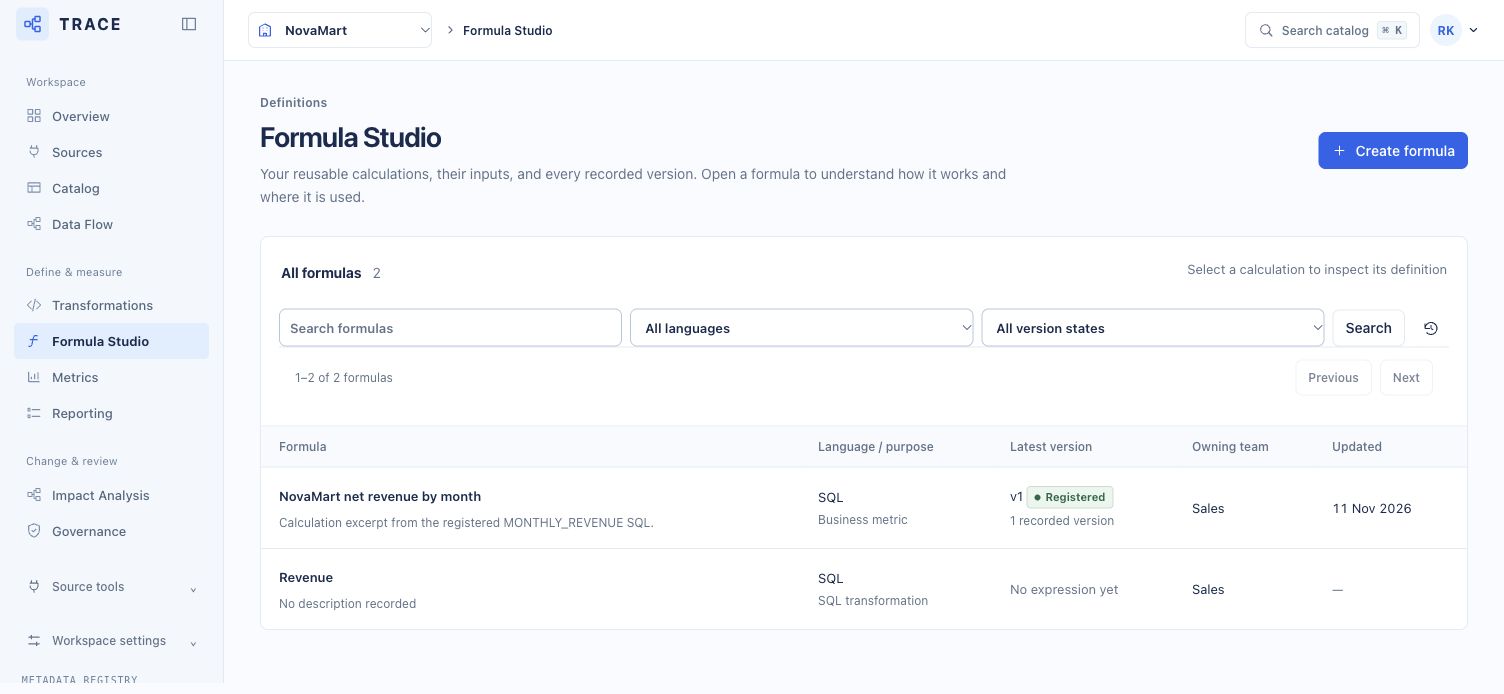 TRACE
NovaMart
Formula Studio
Search catalog
⌘ K
RK
Workspace
Overview
Sources
Catalog
Data Flow
Define & measure
Transformations
Formula Studio
Metrics
Reporting
Change & review
Impact Analysis
Governance
Source tools
Workspace settings
METADATA REGISTRY
Definitions
Formula Studio
Your reusable calculations, their inputs, and every recorded version. Open a formula to understand how it works and
where it is used.
Create formula
All formulas 2
Select a calculation to inspect its definition
Search formulas
All languages
All version states
Search
1–2 of 2 formulas
Previous
Next
Formula Language / purpose Latest version Owning team Updated
NovaMart net revenue by month
Calculation excerpt from the registered MONTHLY_REVENUE SQL.
SQL
Business metric
v1 Registered
1 recorded version
Sales
11 Nov 2026
Revenue
No description recorded
SQL
SQL transformation
No expression yet
Sales
—